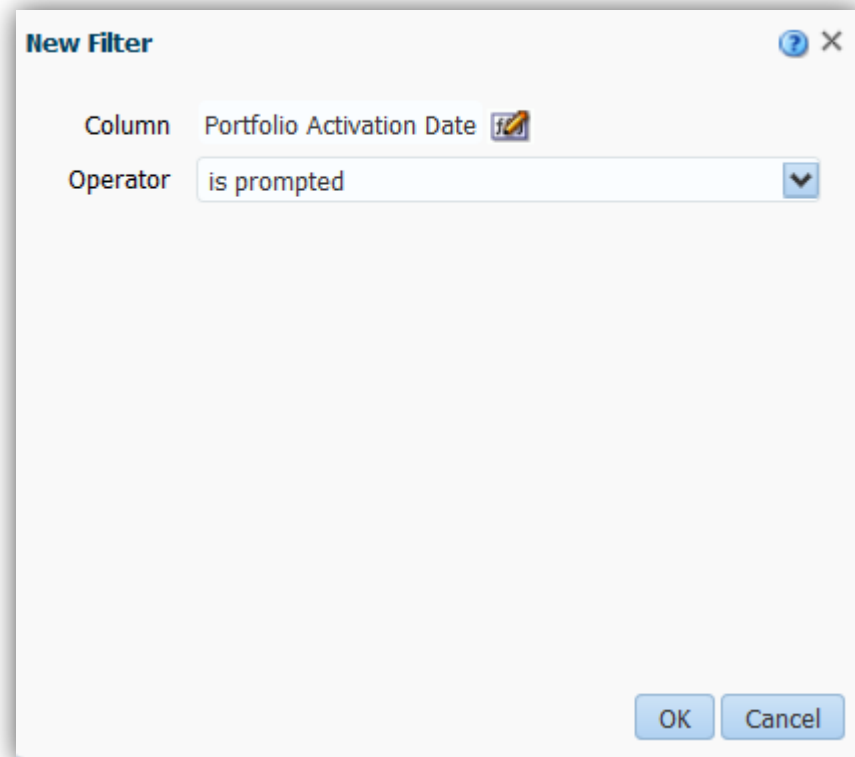 New Filter
Column Portfolio Activation Date
Operator is prompted
OK Cancel